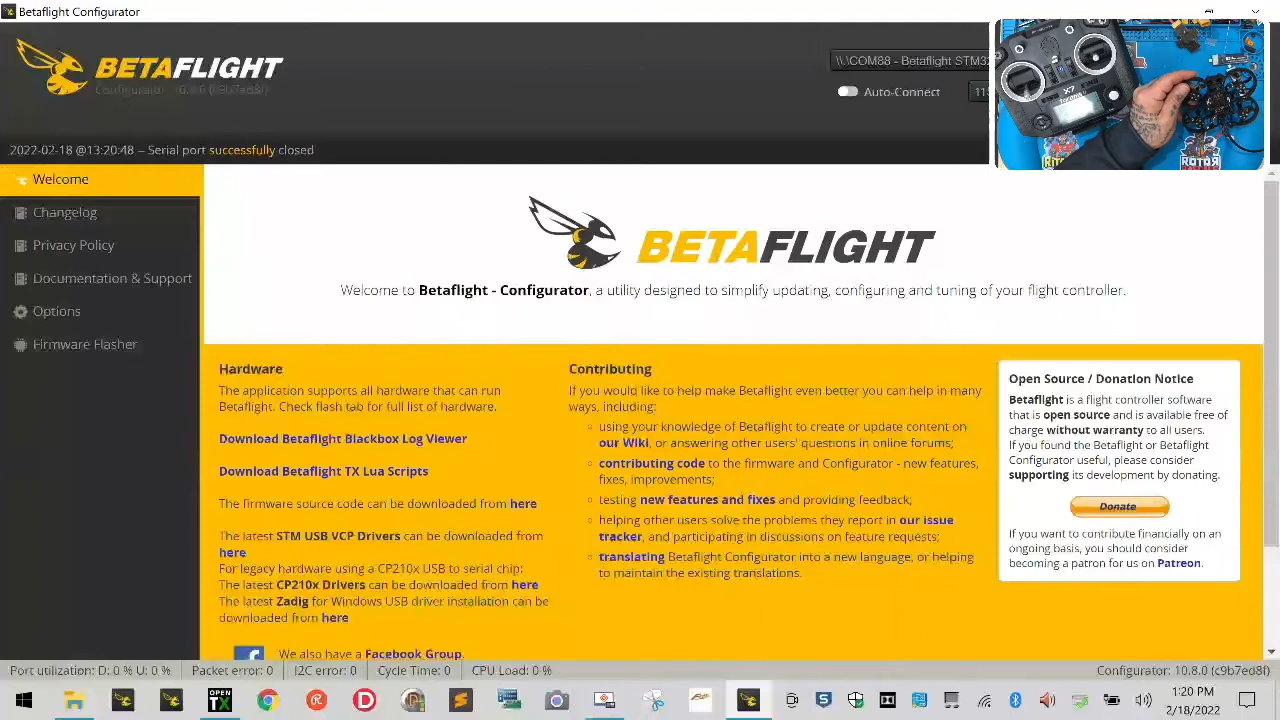 Betaflight Configurator
BETAFLIGHT
\\.\COM88 - Betaflight STM32
Auto-Connect
2022-02-18 @13:20:48 -- Serial port successfully closed
Welcome
Changelog
Privacy Policy
Documentation & Support
Options
Firmware Flasher
BETAFLIGHT
Welcome to Betaflight - Configurator, a utility designed to simplify updating, configuring and tuning of your flight controller.
Hardware
The application supports all hardware that can run
Betaflight. Check flash tab for full list of hardware.
Download Betaflight Blackbox Log Viewer
Download Betaflight TX Lua Scripts
The firmware source code can be downloaded from here
The latest STM USB VCP Drivers can be downloaded from
here
For legacy hardware using a CP210x USB to serial chip:
The latest CP210x Drivers can be downloaded from here
The latest Zadig for Windows USB driver installation can be
downloaded from here
We also have a Facebook Group.
Contributing
If you would like to help make Betaflight even better you can help in many
ways, including:
using your knowledge of Betaflight to create or update content on
our Wiki, or answering other users' questions in online forums;
contributing code to the firmware and Configurator - new features,
fixes, improvements;
testing new features and fixes and providing feedback;
helping other users solve the problems they report in our issue
tracker, and participating in discussions on feature requests;
translating Betaflight Configurator into a new language, or helping
to maintain the existing translations.
Open Source / Donation Notice
Betaflight is a flight controller software
that is open source and is available free of
charge without warranty to all users.
If you found the Betaflight or Betaflight
Configurator useful, please consider
supporting its development by donating.
Donate
If you want to contribute financially on an
ongoing basis, you should consider
becoming a patron for us on Patreon.
Port utilization: D: 0 % U: 0 %
Packet error: 0
I2C error: 0
Cycle Time: 0
CPU Load: 0 %
Configurator: 10.8.0 (c9b7ed8f)
OPEN
TX
1:20 PM
2/18/2022
X7
ROTOR